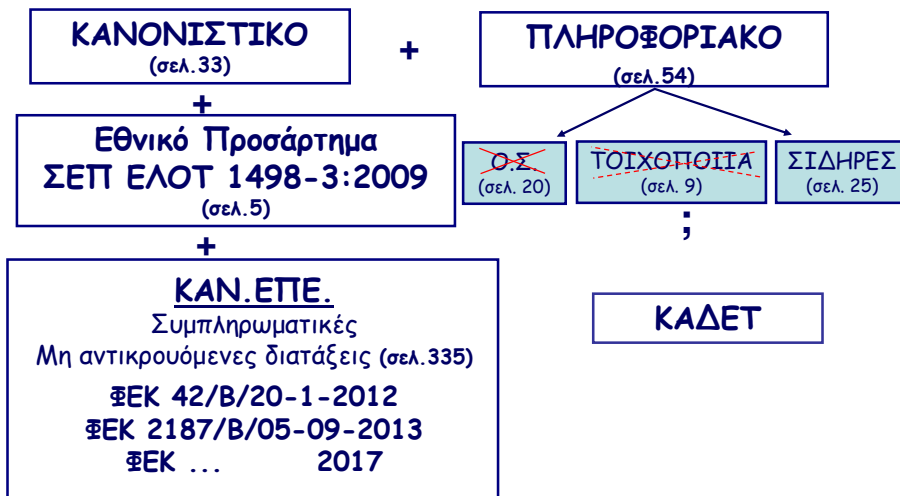 ΚΑΝΟΝΙΣΤΙΚΟ
(σελ.33)
+
ΠΛΗΡΟΦΟΡΙΑΚΟ
(σελ.54)
+
Εθνικό Προσάρτημα
ΣΕΠ ΕΛΟΤ 1498-3:2009
(σελ.5)
Ο.Σ.
(σελ. 20)
ΤΟΙΧΟΠΟΙΙΑ
(σελ. 9)
ΣΙΔΗΡΕΣ
(σελ. 25)
;
+
ΚΑΝ.ΕΠΕ.
Συμπληρωματικές
Μη αντικρουόμενες διατάξεις (σελ.335)
ΦΕΚ 42/Β/20-1-2012
ΦΕΚ 2187/Β/05-09-2013
ΦΕΚ ... 2017
ΚΑΔΕΤ